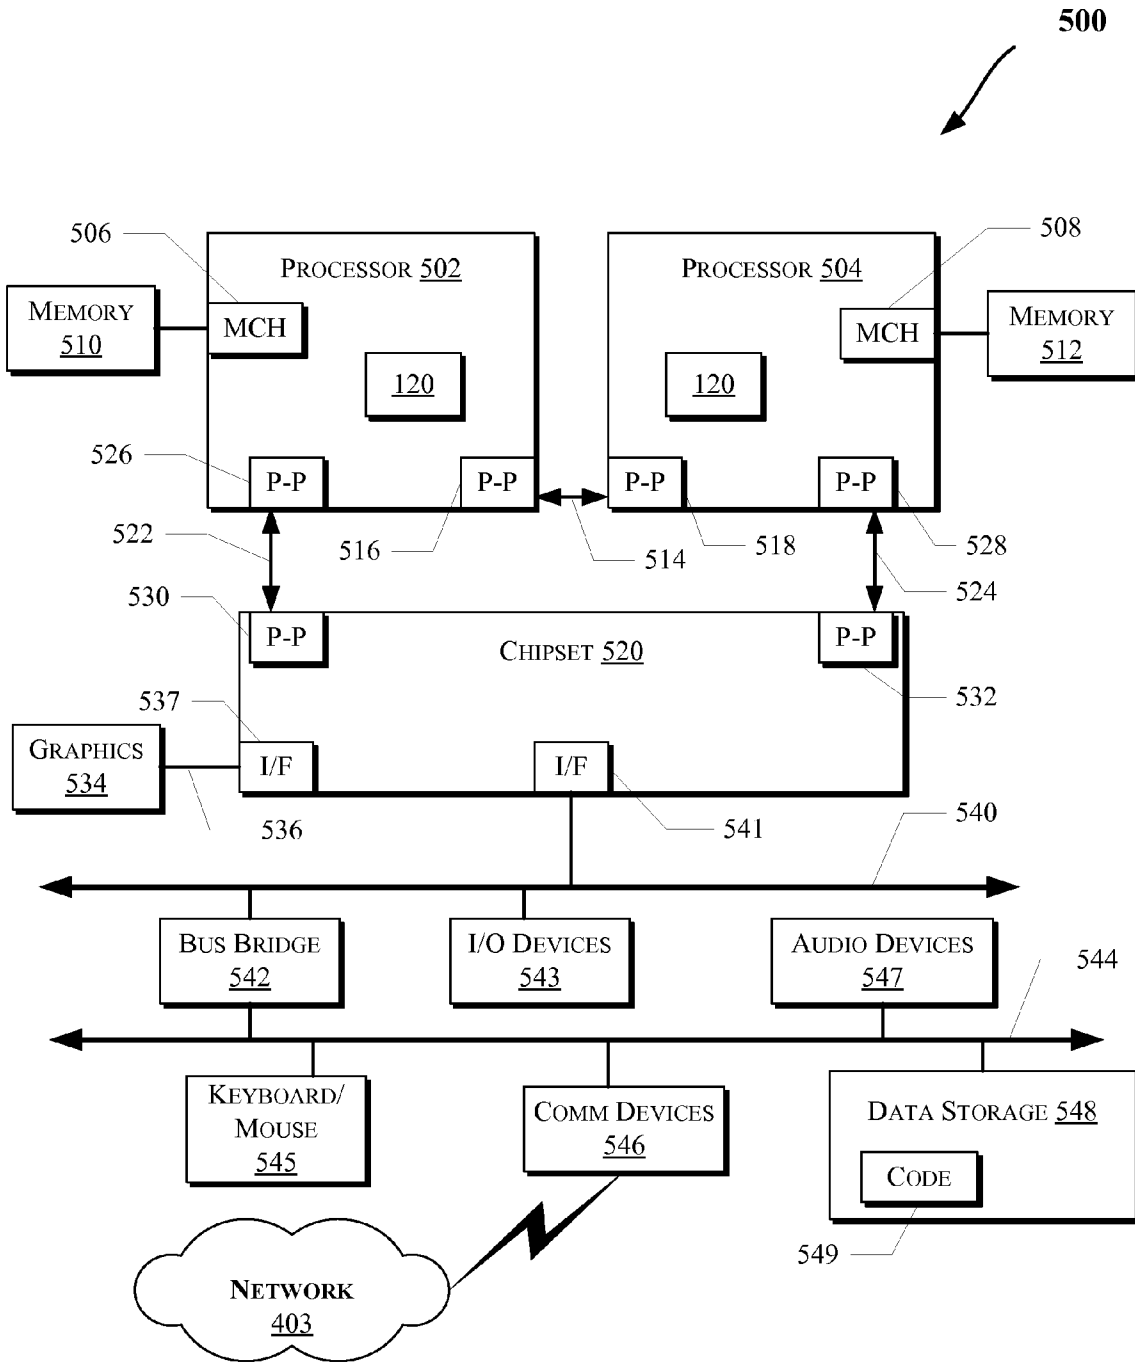 500
506
508
PROCESSOR 502
PROCESSOR 504
MEMORY
510
MCH
MCH
MEMORY
512
120
120
526
P-P
P-P
P-P
P-P
522
516
514
518
528
524
530
P-P
CHIPSET 520
P-P
537
532
GRAPHICS
534
I/F
I/F
536
541
540
BUS BRIDGE
542
I/O DEVICES
543
AUDIO DEVICES
547
544
KEYBOARD/
MOUSE
545
COMM DEVICES
546
DATA STORAGE 548
CODE
549
NETWORK
403